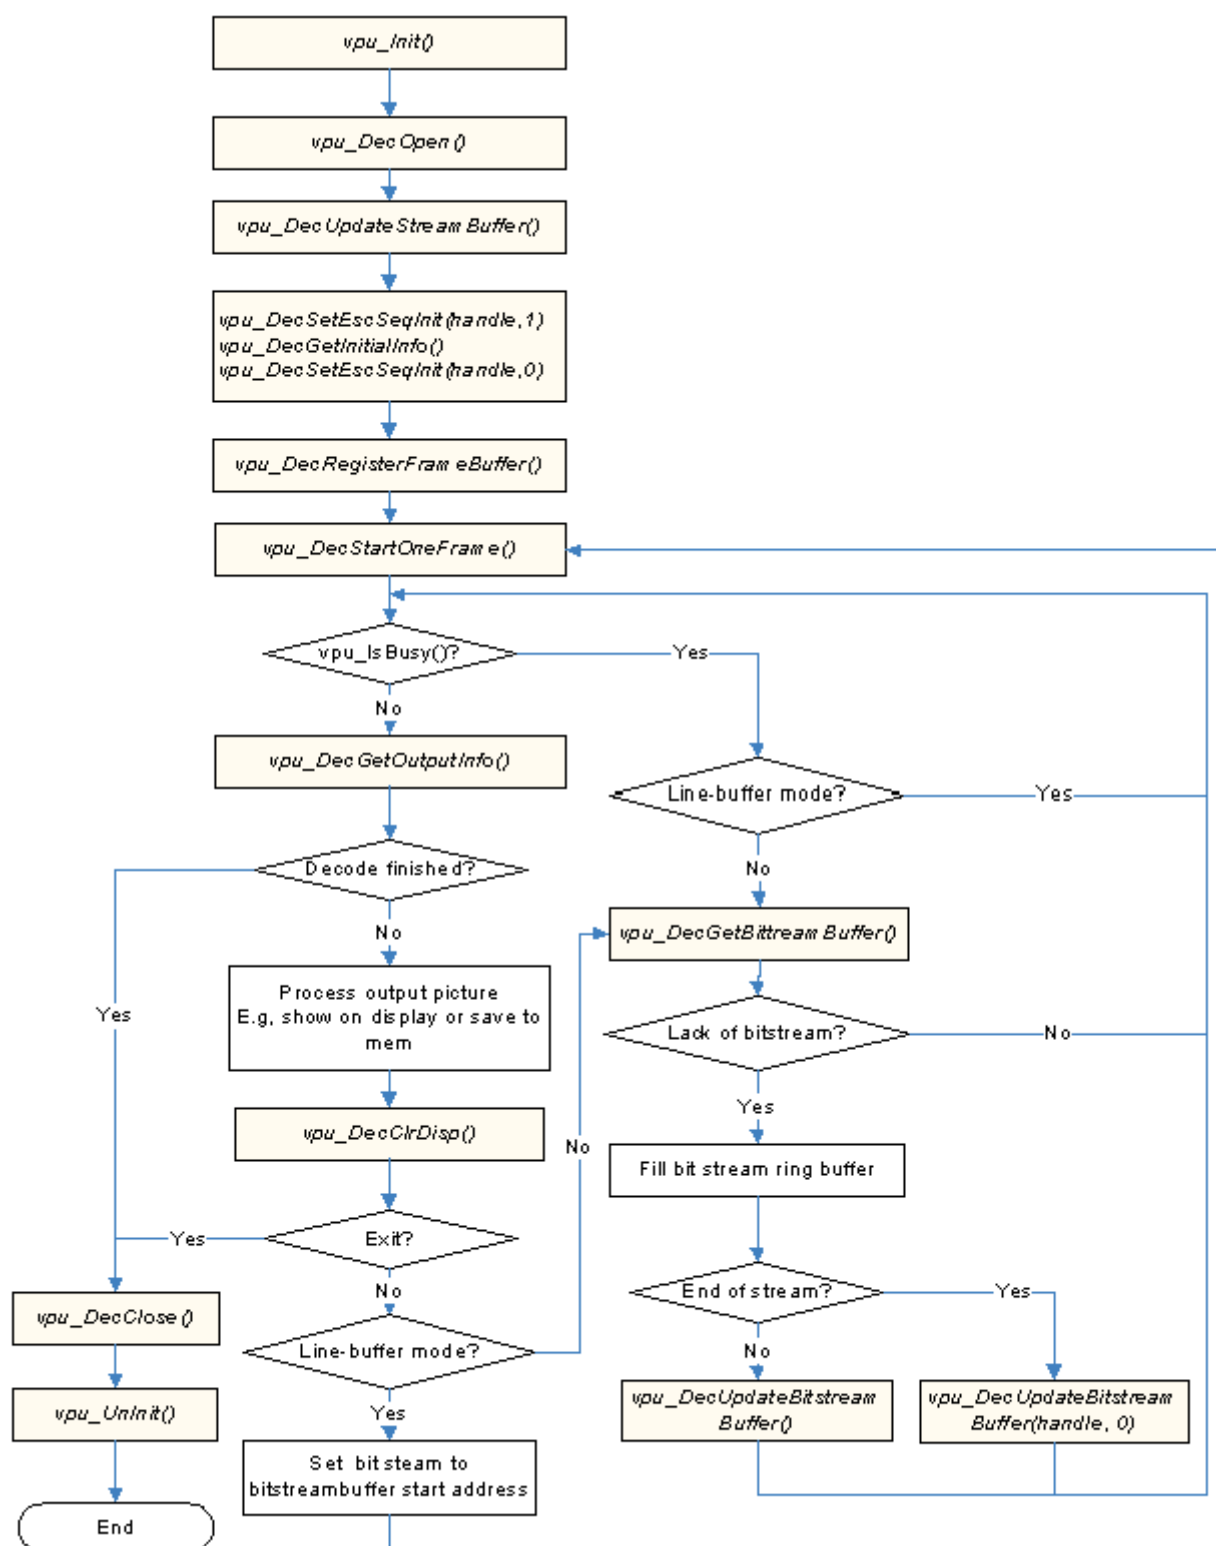 vpu_Init()
vpu_DecOpen()
vpu_DecUpdateStreamBuffer()
vpu_DecSetEscSeqInit(handle,1)
vpu_DecGetInitialInfo()
vpu_DecSetEscSeqInit(handle,0)
vpu_DecRegisterFrameBuffer()
vpu_DecStartOneFrame()
vpu_IsBusy()?
Yes
No
vpu_DecGetOutputInfo()
Line-buffer mode?
Yes
No
Decode finished?
Yes
No
vpu_DecGetBittreamBuffer()
Process output picture
E.g, show on display or save to
mem
Lack of bitstream?
No
Yes
vpu_DecClrDisp()
No
Fill bit stream ring buffer
Exit?
Yes
No
End of stream?
Yes
No
vpu_DecClose()
Line-buffer mode?
Yes
vpu_DecUpdateBitstream
Buffer()
vpu_DecUpdateBitstream
Buffer(handle, 0)
vpu_UnInit()
Set bitsteam to
bitstreambuffer start address
End